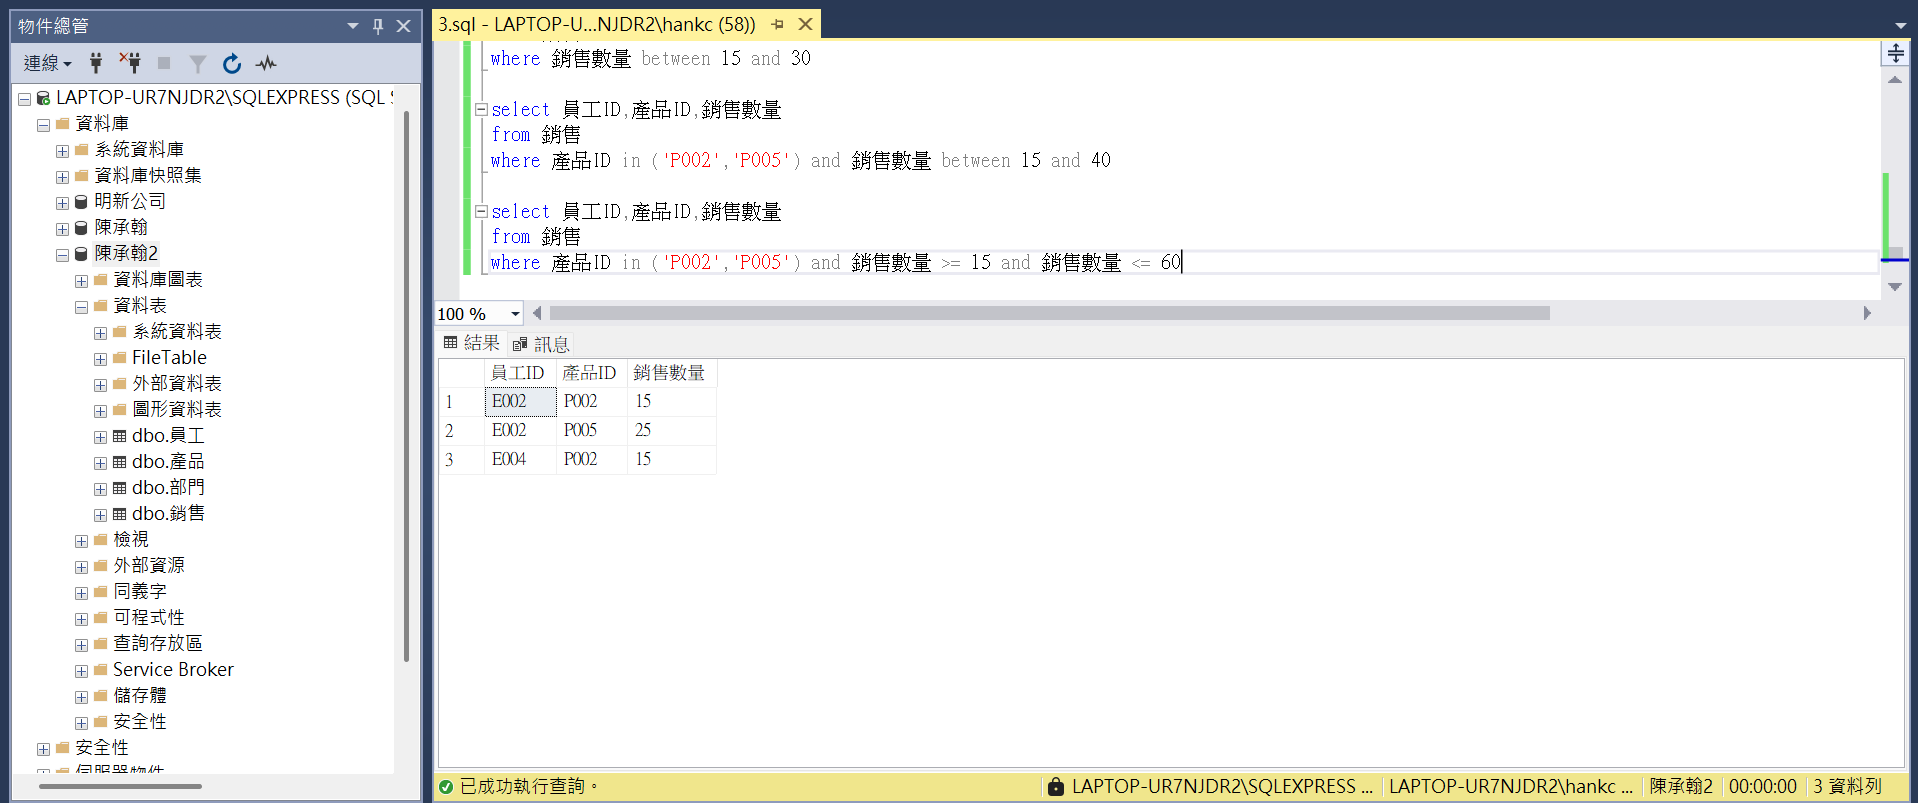 物件總管
連線
LAPTOP-UR7NJDR2\SQLEXPRESS (SQL S
資料庫
系統資料庫
資料庫快照集
明新公司
陳承翰
陳承翰2
資料庫圖表
資料表
系統資料表
FileTable
外部資料表
圖形資料表
dbo.員工
dbo.產品
dbo.部門
dbo.銷售
檢視
外部資源
同義字
可程式性
查詢存放區
Service Broker
儲存體
安全性
安全性
伺服器物件
3.sql - LAPTOP-U...NJDR2\hankc (58))
where 銷售數量 between 15 and 30
select 員工ID,產品ID,銷售數量
from 銷售
where 產品ID in ('P002','P005') and 銷售數量 between 15 and 40
select 員工ID,產品ID,銷售數量
from 銷售
where 產品ID in ('P002','P005') and 銷售數量 >= 15 and 銷售數量 <= 60
100 %
結果 訊息
員工ID 產品ID 銷售數量
1 E002 P002 15
2 E002 P005 25
3 E004 P002 15
已成功執行查詢。 LAPTOP-UR7NJDR2\SQLEXPRESS ... LAPTOP-UR7NJDR2\hankc ... 陳承翰2 00:00:00 3 資料列